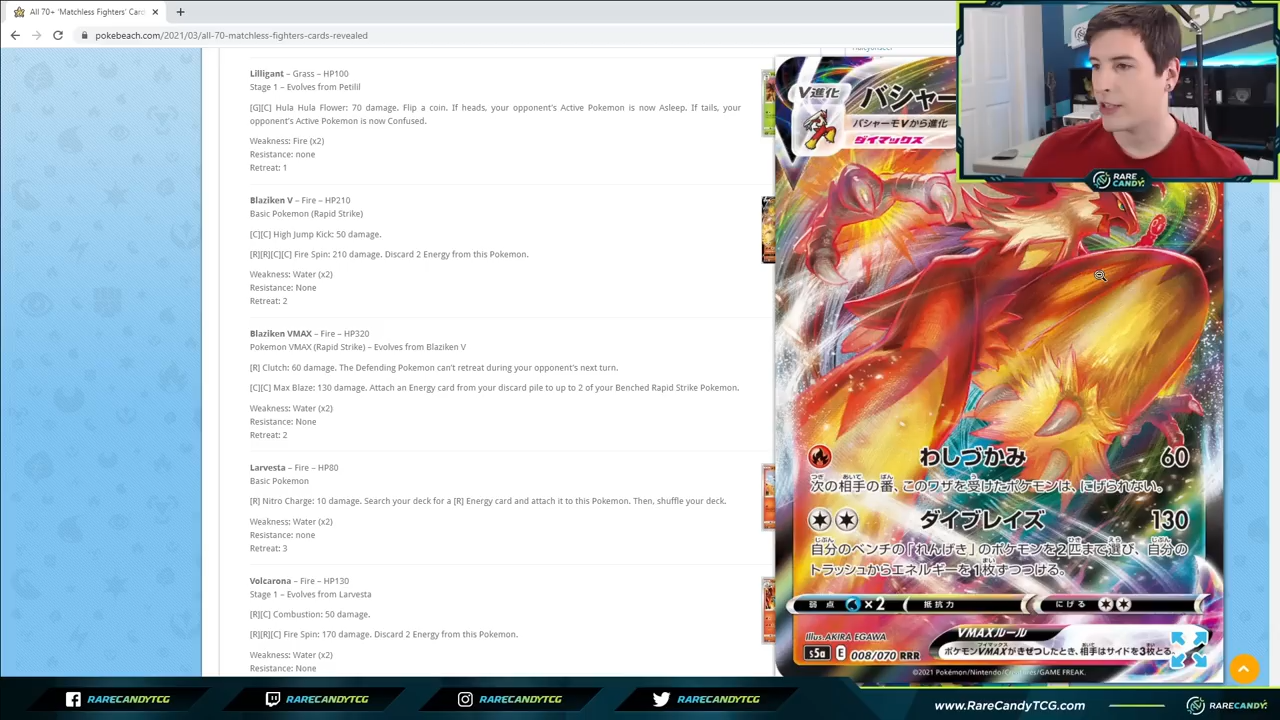 All 70+ 'Matchless Fighters' Card
pokebeach.com/2021/03/all-70-matchless-fighters-cards-revealed
Lilligant – Grass – HP100
Stage 1 – Evolves from Petilil
[G][C] Hula Hula Flower: 70 damage. Flip a coin. If heads, your opponent's Active Pokemon is now Asleep. If tails, your
opponent's Active Pokemon is now Confused.
Weakness: Fire (x2)
Resistance: none
Retreat: 1
Blaziken V – Fire – HP210
Basic Pokemon (Rapid Strike)
[C][C] High Jump Kick: 50 damage.
[R][R][C][C] Fire Spin: 210 damage. Discard 2 Energy from this Pokemon.
Weakness: Water (x2)
Resistance: None
Retreat: 2
Blaziken VMAX – Fire – HP320
Pokemon VMAX (Rapid Strike) – Evolves from Blaziken V
[R] Clutch: 60 damage. The Defending Pokemon can't retreat during your opponent's next turn.
[C][C] Max Blaze: 130 damage. Attach an Energy card from your discard pile to up to 2 of your Benched Rapid Strike Pokemon.
Weakness: Water (x2)
Resistance: None
Retreat: 2
Larvesta – Fire – HP80
Basic Pokemon
[R] Nitro Charge: 10 damage. Search your deck for a [R] Energy card and attach it to this Pokemon. Then, shuffle your deck.
Weakness: Water (x2)
Resistance: none
Retreat: 3
Volcarona – Fire – HP130
Stage 1 – Evolves from Larvesta
[R][C] Combustion: 50 damage.
[R][R][C] Fire Spin: 170 damage. Discard 2 Energy from this Pokemon.
Weakness: Water (x2)
Resistance: None
V進化
バシャー
バシャーモVから進化
ダイマックス
わしづかみ 60
次の相手の番、このワザを受けたポケモンは、にげられない。
ダイブレイズ 130
自分のベンチの「れんげき」のポケモンを2匹まで選び、自分の
トラッシュからエネルギーを1枚ずつつける。
弱点 ×2 抵抗力 にげる
Illus. AKIRA EGAWA
s5a E 008/070 RRR
VMAXルール
ポケモンVMAXがきぜつしたとき、相手はサイドを3枚とる。
©2021 Pokémon/Nintendo/Creatures/GAME FREAK.
RARE
CANDY
RARECANDYTCG
RARECANDYTCG
RARECANDYTCG
RARECANDYTCG
www.RareCandyTCG.com
RARECANDY